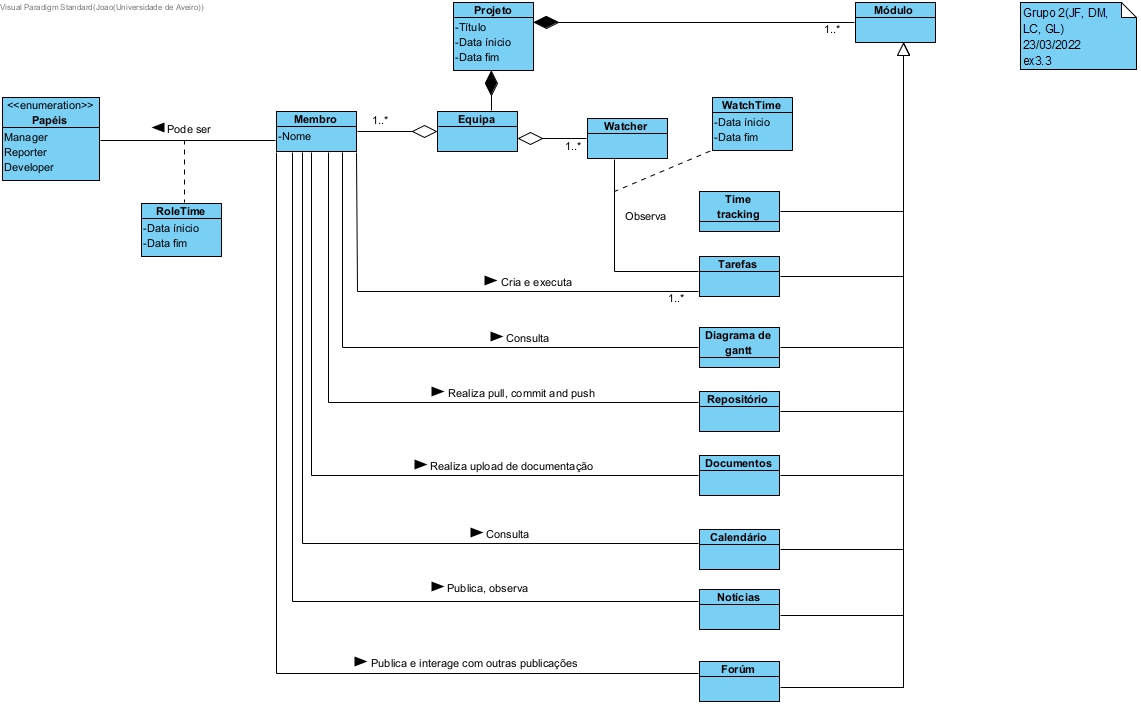 Visual Paradigm Standard(Joao(Universidade de Aveiro))
Projeto
-Título
-Data ínicio
-Data fim
1..*
Módulo
Grupo 2(JF, DM,
LC, GL)
23/03/2022
ex3.3
<<enumeration>>
Papéis
Manager
Reporter
Developer
Pode ser
RoleTime
-Data ínicio
-Data fim
Membro
-Nome
1..*
Equipa
1..*
Watcher
WatchTime
-Data ínicio
-Data fim
Observa
Time
tracking
Tarefas
Cria e executa
1..*
Consulta
Diagrama de
gantt
Realiza pull, commit and push
Repositório
Realiza upload de documentação
Documentos
Consulta
Calendário
Publica, observa
Notícias
Publica e interage com outras publicações
Forúm